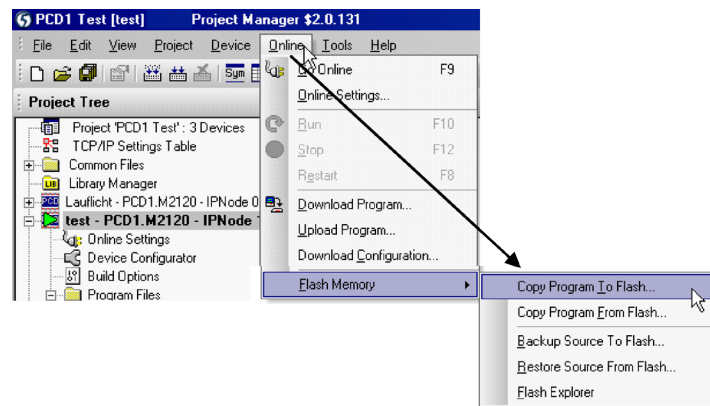 PCD1 Test [test] Project Manager $2.0.131
File Edit View Project Device Online Tools Help
Sym
Project Tree
Project 'PCD1 Test': 3 Devices
TCP/IP Settings Table
Common Files
LIB Library Manager
PCD Lauflicht - PCD1.M2120 - IPNode 0
test - PCD1.M2120 - IPNode
Online Settings
Device Configurator
Build Options
Program Files
Go Online F9
Online Settings...
Run F10
Stop F12
Restart F8
Download Program...
Upload Program...
Download Configuration...
Flash Memory
Copy Program To Flash...
Copy Program From Flash...
Backup Source To Flash...
Restore Source From Flash...
Flash Explorer